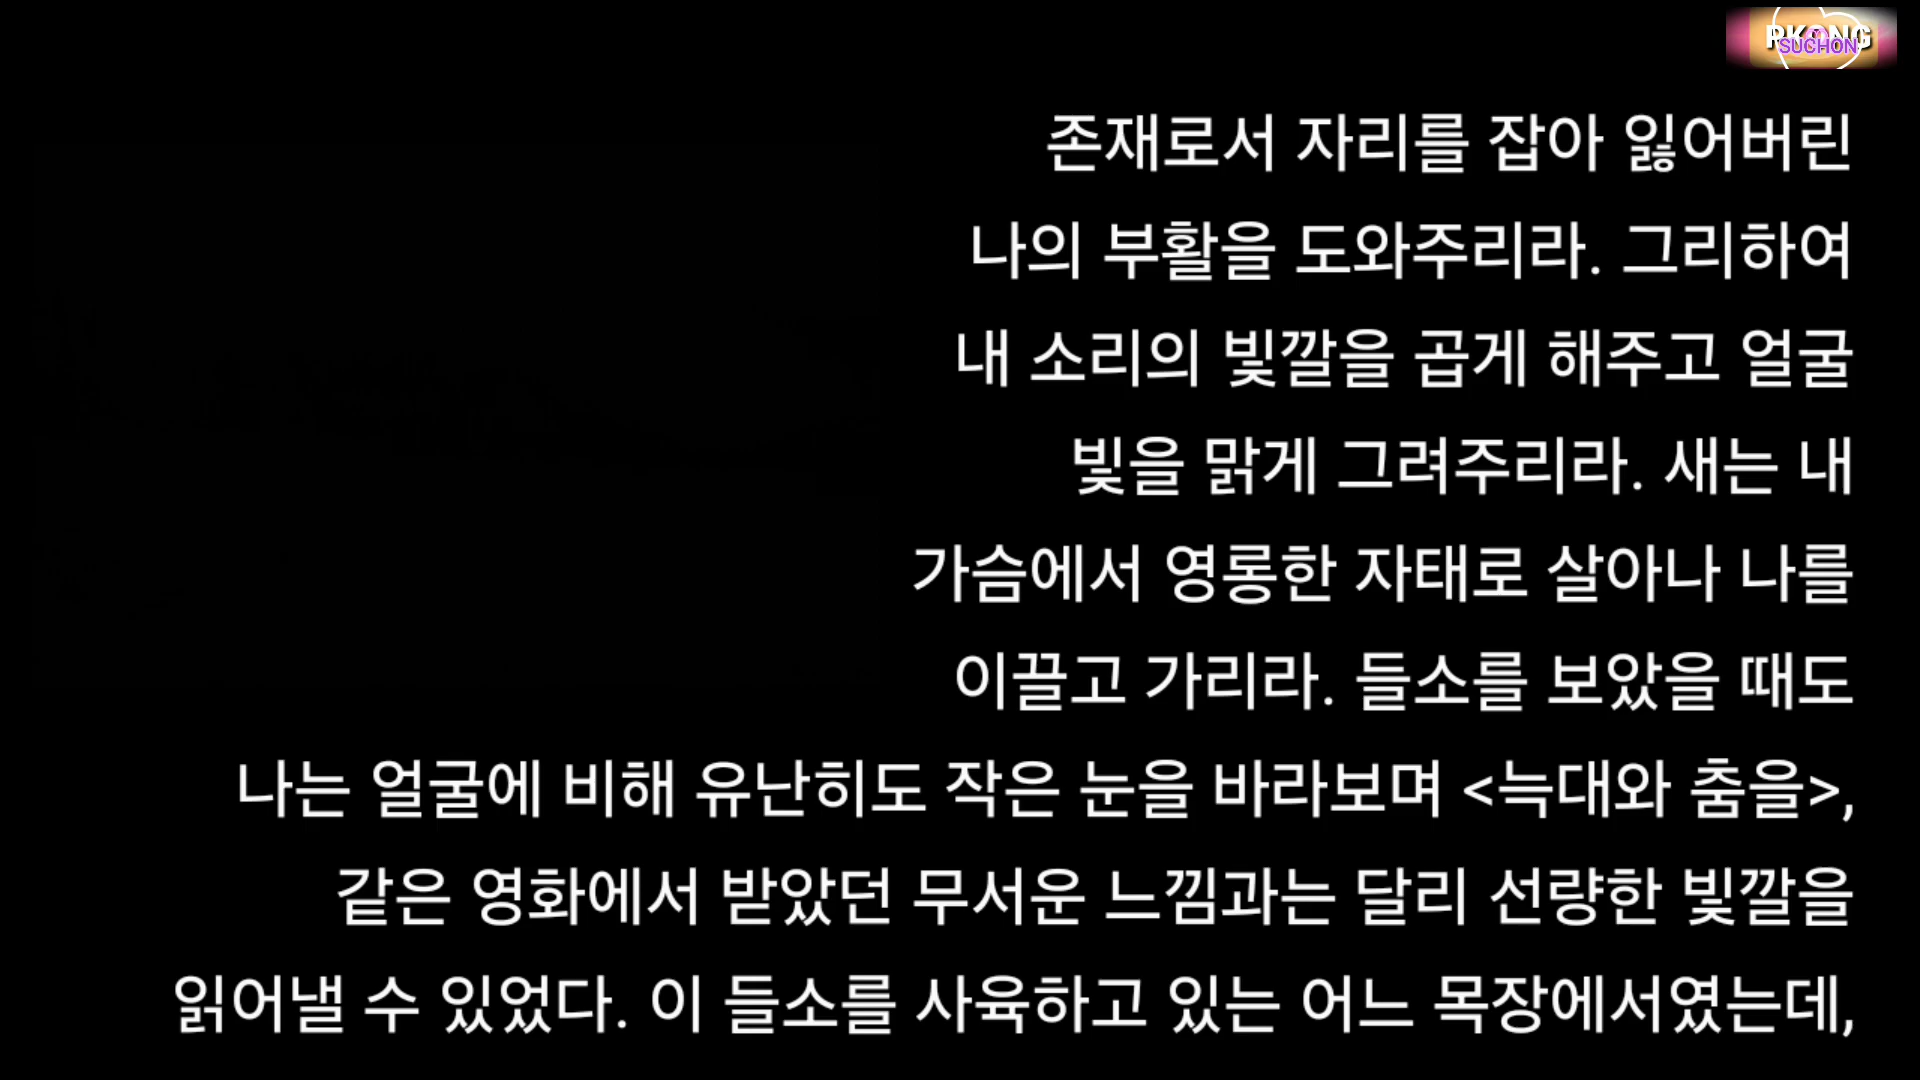 RKONG
SUCHON
존재로서 자리를 잡아 잃어버린
나의 부활을 도와주리라. 그리하여
내 소리의 빛깔을 곱게 해주고 얼굴
빛을 맑게 그려주리라. 새는 내
가슴에서 영롱한 자태로 살아나 나를
이끌고 가리라. 들소를 보았을 때도
나는 얼굴에 비해 유난히도 작은 눈을 바라보며 <늑대와 춤을>,
같은 영화에서 받았던 무서운 느낌과는 달리 선량한 빛깔을
읽어낼 수 있었다. 이 들소를 사육하고 있는 어느 목장에서였는데,